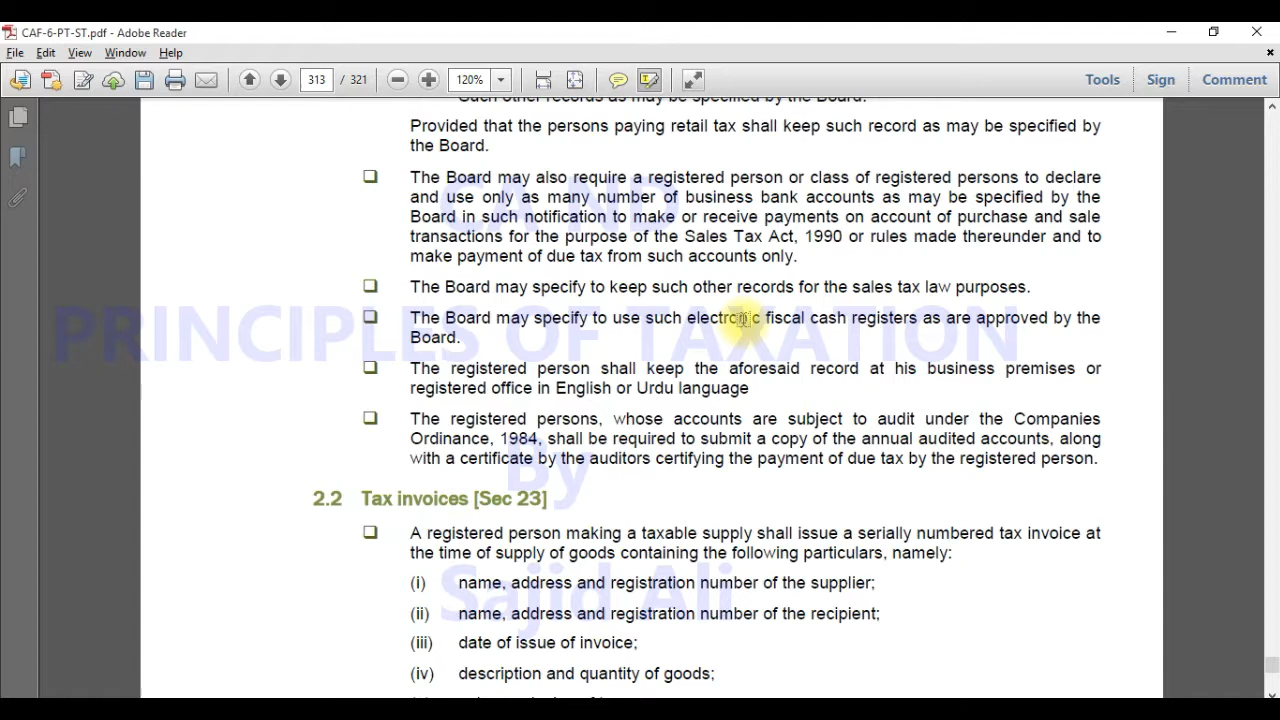 CAF-6-PT-ST.pdf - Adobe Reader
File Edit View Window Help
313 / 321 120% Tools Sign Comment
Such other records as may be specified by the Board.
Provided that the persons paying retail tax shall keep such record as may be specified by
the Board.
The Board may also require a registered person or class of registered persons to declare
and use only as many number of business bank accounts as may be specified by the
Board in such notification to make or receive payments on account of purchase and sale
transactions for the purpose of the Sales Tax Act, 1990 or rules made thereunder and to
make payment of due tax from such accounts only.
The Board may specify to keep such other records for the sales tax law purposes.
The Board may specify to use such electronic fiscal cash registers as are approved by the
Board.
The registered person shall keep the aforesaid record at his business premises or
registered office in English or Urdu language
The registered persons, whose accounts are subject to audit under the Companies
Ordinance, 1984, shall be required to submit a copy of the annual audited accounts, along
with a certificate by the auditors certifying the payment of due tax by the registered person.
2.2 Tax invoices [Sec 23]
A registered person making a taxable supply shall issue a serially numbered tax invoice at
the time of supply of goods containing the following particulars, namely:
(i) name, address and registration number of the supplier;
(ii) name, address and registration number of the recipient;
(iii) date of issue of invoice;
(iv) description and quantity of goods;
CA ND
PRINCIPLES OF TAXATION
By
Sajid Ali